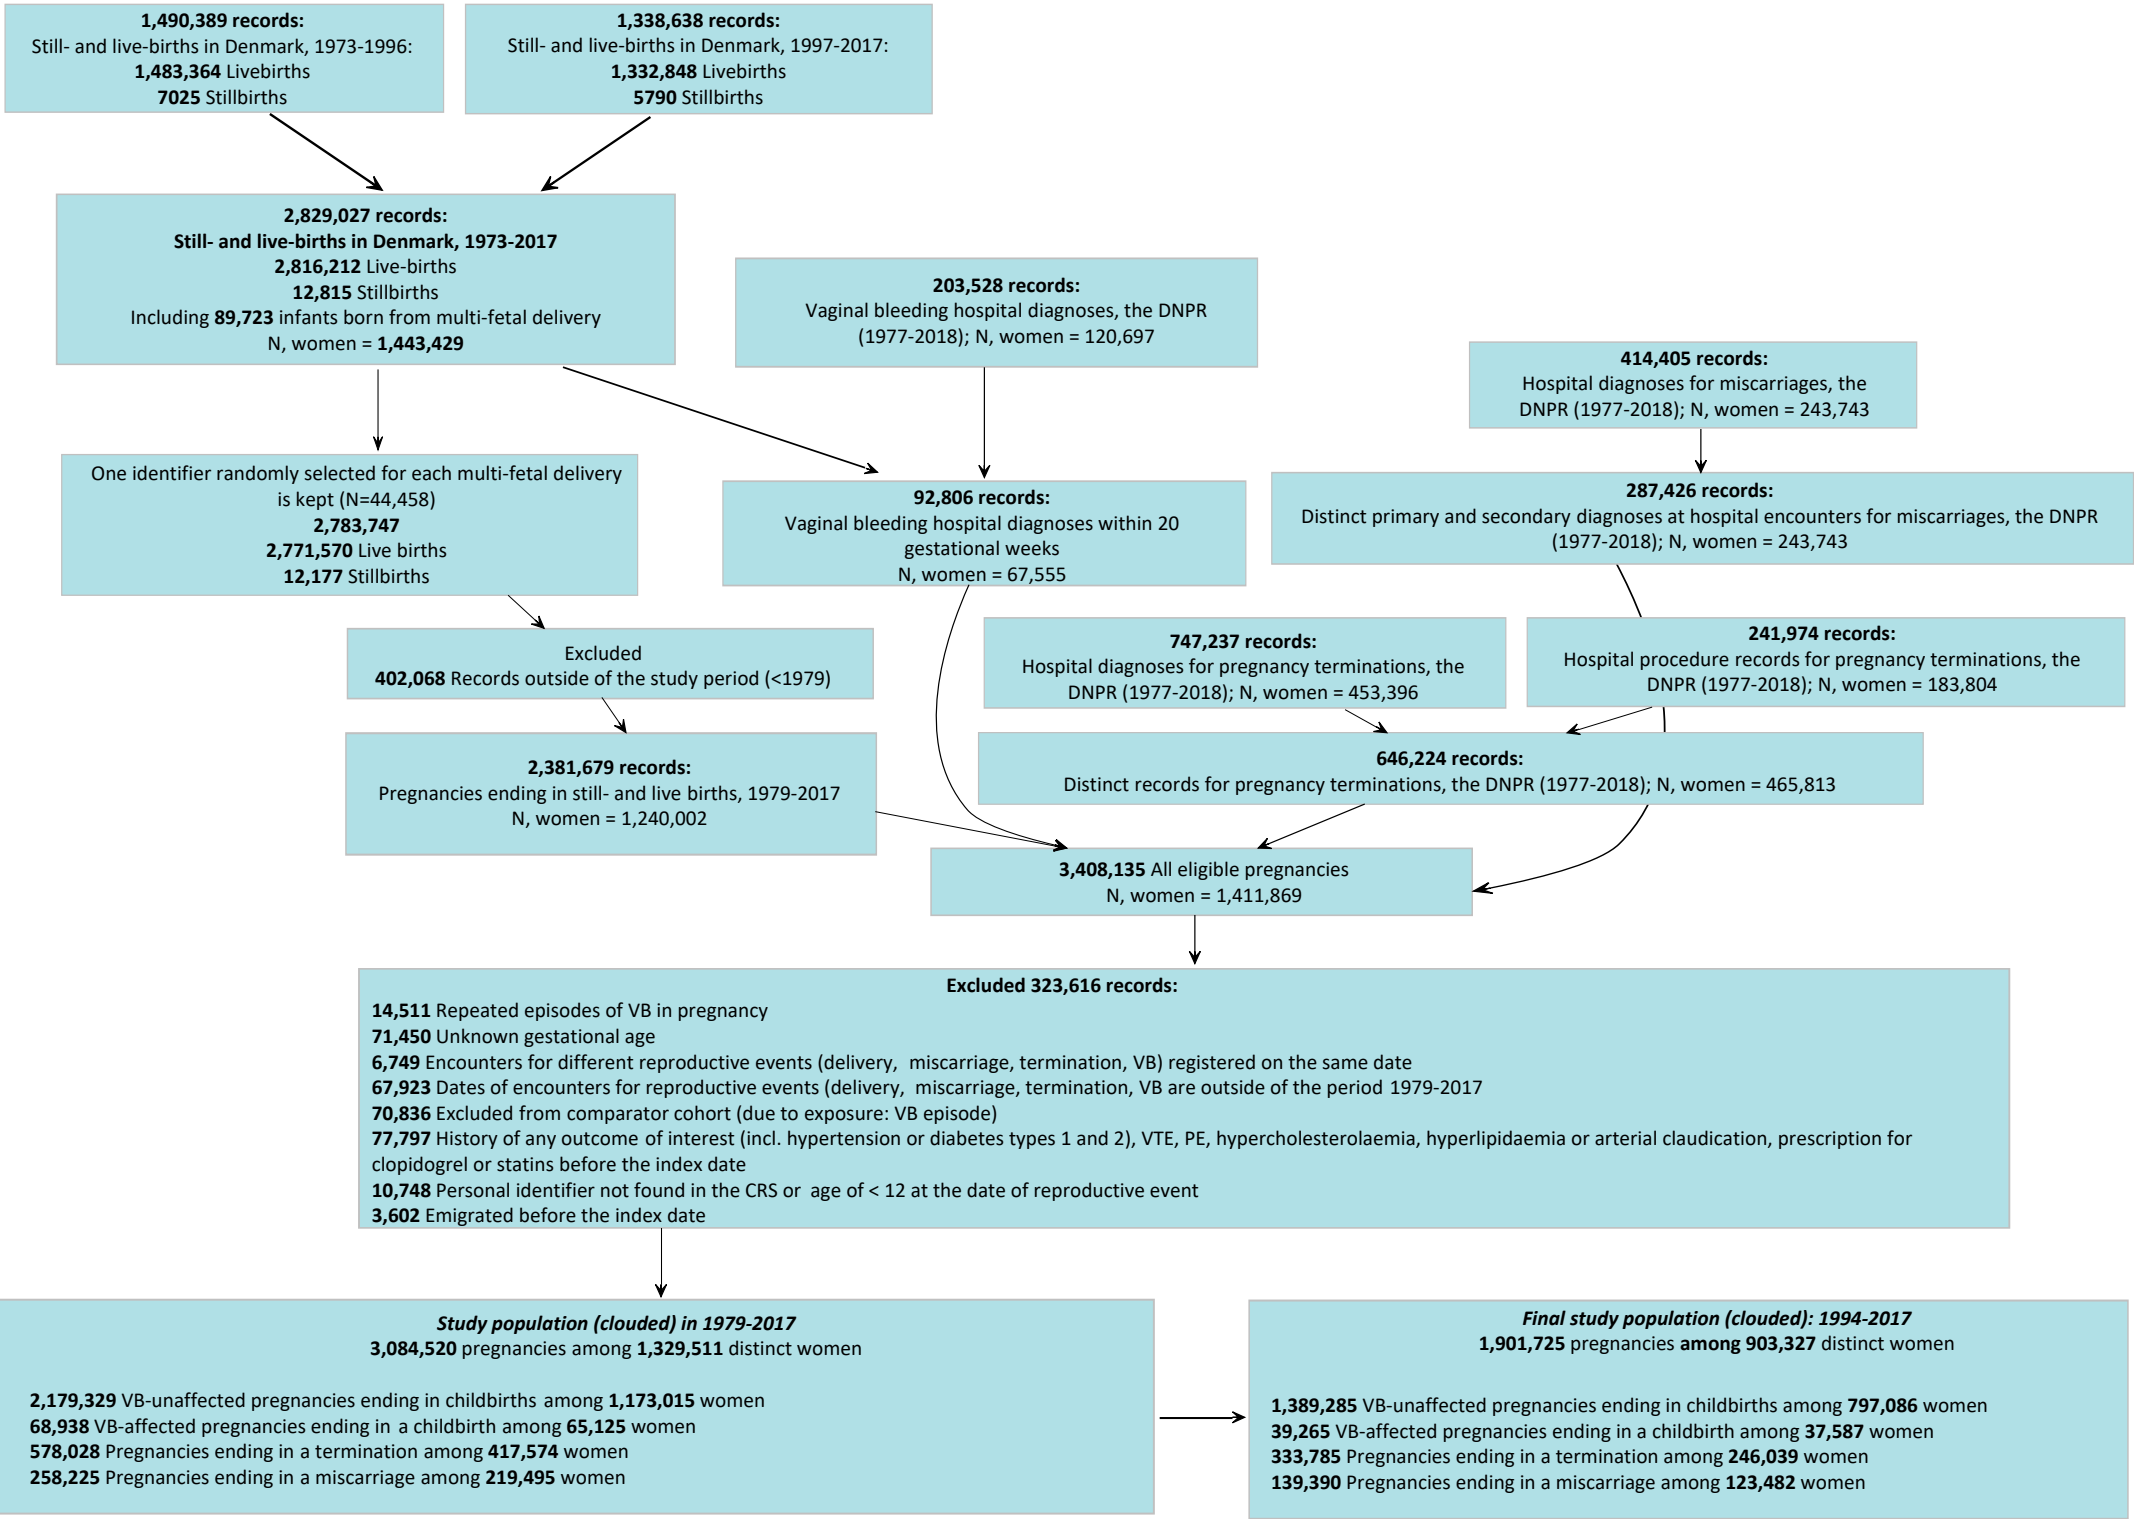 1,490,389 records:
Still- and live-births in Denmark, 1973-1996:
1,483,364 Livebirths
7025 Stillbirths
1,338,638 records:
Still- and live-births in Denmark, 1997-2017:
1,332,848 Livebirths
5790 Stillbirths
2,829,027 records:
Still- and live-births in Denmark, 1973-2017
2,816,212 Live-births
12,815 Stillbirths
Including 89,723 infants born from multi-fetal delivery
N, women = 1,443,429
203,528 records:
Vaginal bleeding hospital diagnoses, the DNPR
(1977-2018); N, women = 120,697
414,405 records:
Hospital diagnoses for miscarriages, the
DNPR (1977-2018); N, women = 243,743
One identifier randomly selected for each multi-fetal delivery
is kept (N=44,458)
2,783,747
2,771,570 Live births
12,177 Stillbirths
92,806 records:
Vaginal bleeding hospital diagnoses within 20
gestational weeks
N, women = 67,555
287,426 records:
Distinct primary and secondary diagnoses at hospital encounters for miscarriages, the DNPR
(1977-2018); N, women = 243,743
Excluded
402,068 Records outside of the study period (<1979)
747,237 records:
Hospital diagnoses for pregnancy terminations, the
DNPR (1977-2018); N, women = 453,396
241,974 records:
Hospital procedure records for pregnancy terminations, the
DNPR (1977-2018); N, women = 183,804
2,381,679 records:
Pregnancies ending in still- and live births, 1979-2017
N, women = 1,240,002
646,224 records:
Distinct records for pregnancy terminations, the DNPR (1977-2018); N, women = 465,813
3,408,135 All eligible pregnancies
N, women = 1,411,869
Excluded 323,616 records:
14,511 Repeated episodes of VB in pregnancy
71,450 Unknown gestational age
6,749 Encounters for different reproductive events (delivery, miscarriage, termination, VB) registered on the same date
67,923 Dates of encounters for reproductive events (delivery, miscarriage, termination, VB are outside of the period 1979-2017
70,836 Excluded from comparator cohort (due to exposure: VB episode)
77,797 History of any outcome of interest (incl. hypertension or diabetes types 1 and 2), VTE, PE, hypercholesterolaemia, hyperlipidaemia or arterial claudication, prescription for
clopidogrel or statins before the index date
10,748 Personal identifier not found in the CRS or age of < 12 at the date of reproductive event
3,602 Emigrated before the index date
Study population (clouded) in 1979-2017
3,084,520 pregnancies among 1,329,511 distinct women
2,179,329 VB-unaffected pregnancies ending in childbirths among 1,173,015 women
68,938 VB-affected pregnancies ending in a childbirth among 65,125 women
578,028 Pregnancies ending in a termination among 417,574 women
258,225 Pregnancies ending in a miscarriage among 219,495 women
Final study population (clouded): 1994-2017
1,901,725 pregnancies among 903,327 distinct women
1,389,285 VB-unaffected pregnancies ending in childbirths among 797,086 women
39,265 VB-affected pregnancies ending in a childbirth among 37,587 women
333,785 Pregnancies ending in a termination among 246,039 women
139,390 Pregnancies ending in a miscarriage among 123,482 women